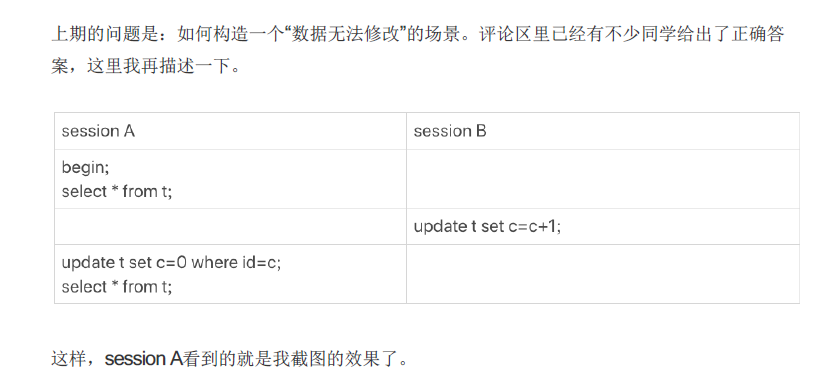 上期的问题是：如何构造一个“数据无法修改”的场景。评论区里已经有不少同学给出了正确答
案，这里我再描述一下。
session A
session B
begin;
select * from t;
update t set c=c+1;
update t set c=0 where id=c;
select * from t;
这样，session A看到的就是我截图的效果了。